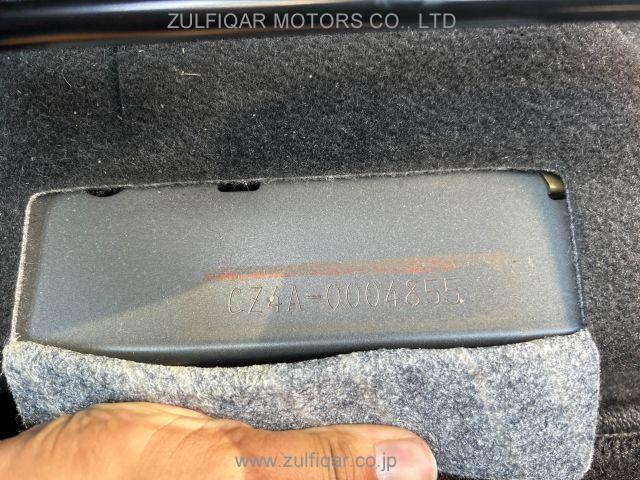 ZULFIQAR MOTORS CO., LTD
CZ4A-0004855
www.zulfiqar.co.jp